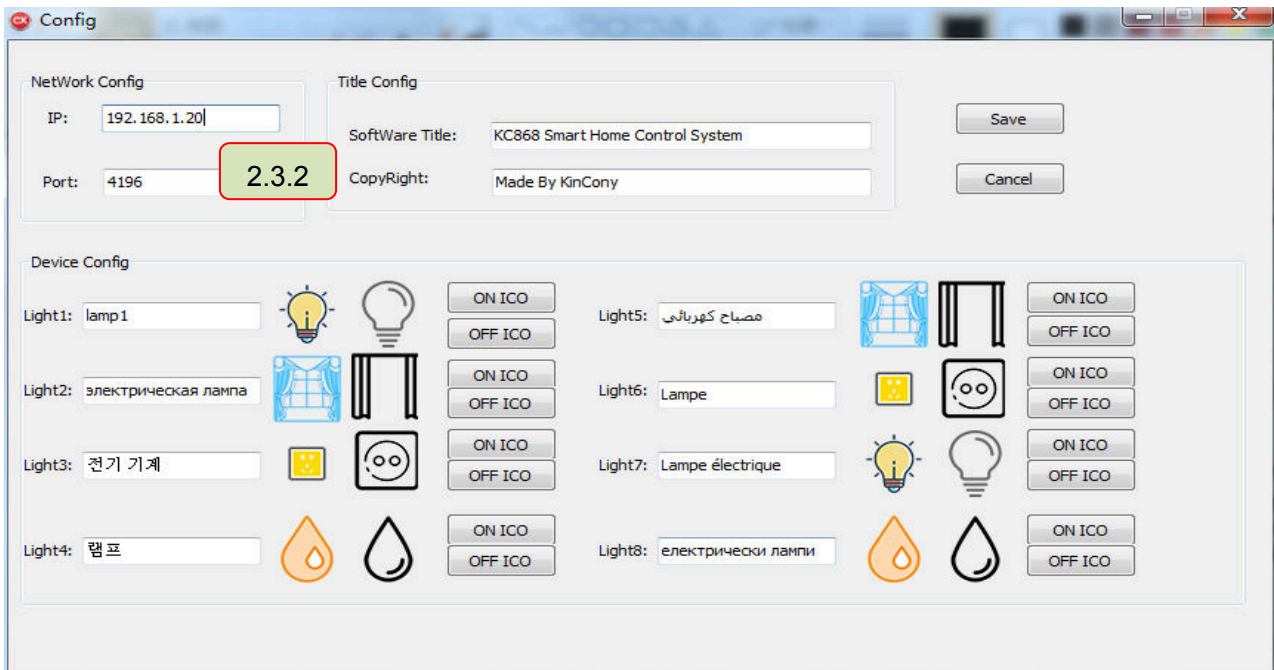 Config
NetWork Config
IP: 192.168.1.20
Port: 4196
2.3.2
Title Config
SoftWare Title: KC868 Smart Home Control System
CopyRight: Made By KinCony
Save
Cancel
Device Config
Light1: lamp1
ON ICO
OFF ICO
Light2: электрическая лампа
ON ICO
OFF ICO
Light3: 전기 기계
ON ICO
OFF ICO
Light4: 램프
ON ICO
OFF ICO
Light5: مصباح كهربائي
ON ICO
OFF ICO
Light6: Lampe
ON ICO
OFF ICO
Light7: Lampe électrique
ON ICO
OFF ICO
Light8: електрически лампи
ON ICO
OFF ICO